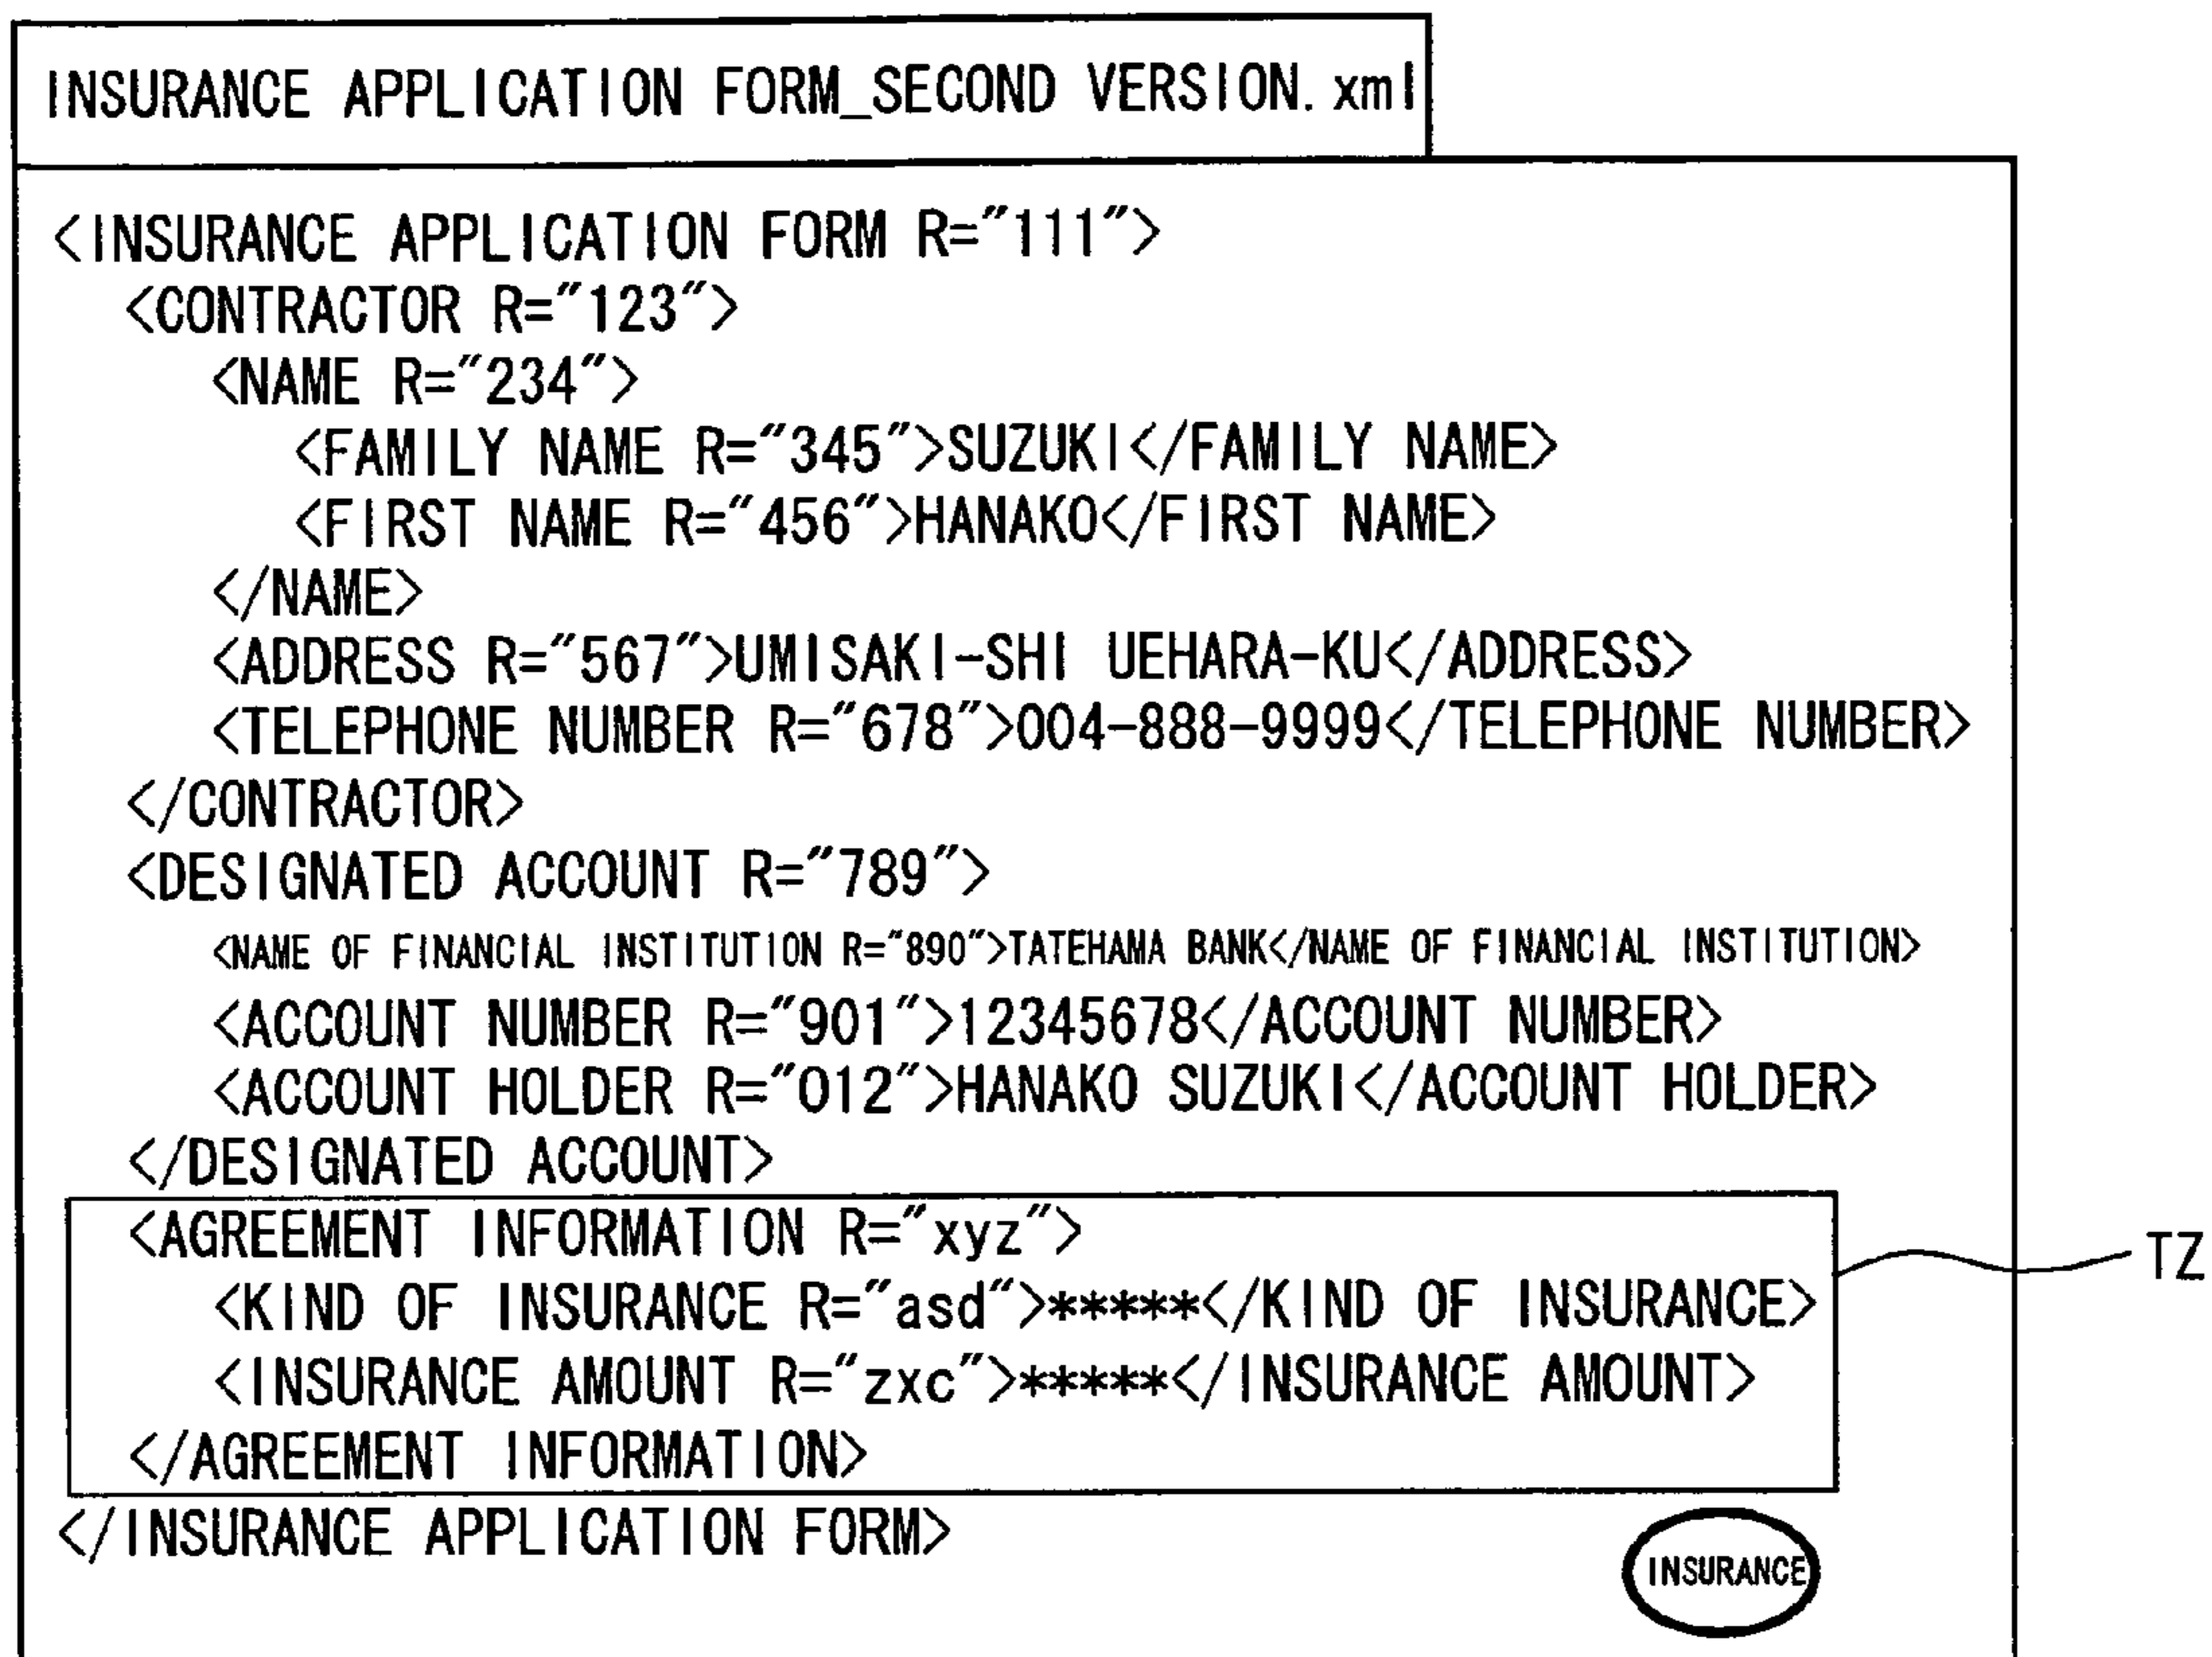 INSURANCE APPLICATION FORM_SECOND VERSION.xml
<INSURANCE APPLICATION FORM R="111">
<CONTRACTOR R="123">
<NAME R="234">
<FAMILY NAME R="345">SUZUKI</FAMILY NAME>
<FIRST NAME R="456">HANAKO</FIRST NAME>
</NAME>
<ADDRESS R="567">UMISAKI-SHI UEHARA-KU</ADDRESS>
<TELEPHONE NUMBER R="678">004-888-9999</TELEPHONE NUMBER>
</CONTRACTOR>
<DESIGNATED ACCOUNT R="789">
<NAME OF FINANCIAL INSTITUTION R="890">TATEHAMA BANK</NAME OF FINANCIAL INSTITUTION>
<ACCOUNT NUMBER R="901">12345678</ACCOUNT NUMBER>
<ACCOUNT HOLDER R="012">HANAKO SUZUKI</ACCOUNT HOLDER>
</DESIGNATED ACCOUNT>
<AGREEMENT INFORMATION R="xyz">
TZ
<KIND OF INSURANCE R="asd">*****</KIND OF INSURANCE>
<INSURANCE AMOUNT R="zxc">*****</INSURANCE AMOUNT>
</AGREEMENT INFORMATION>
</INSURANCE APPLICATION FORM>
INSURANCE